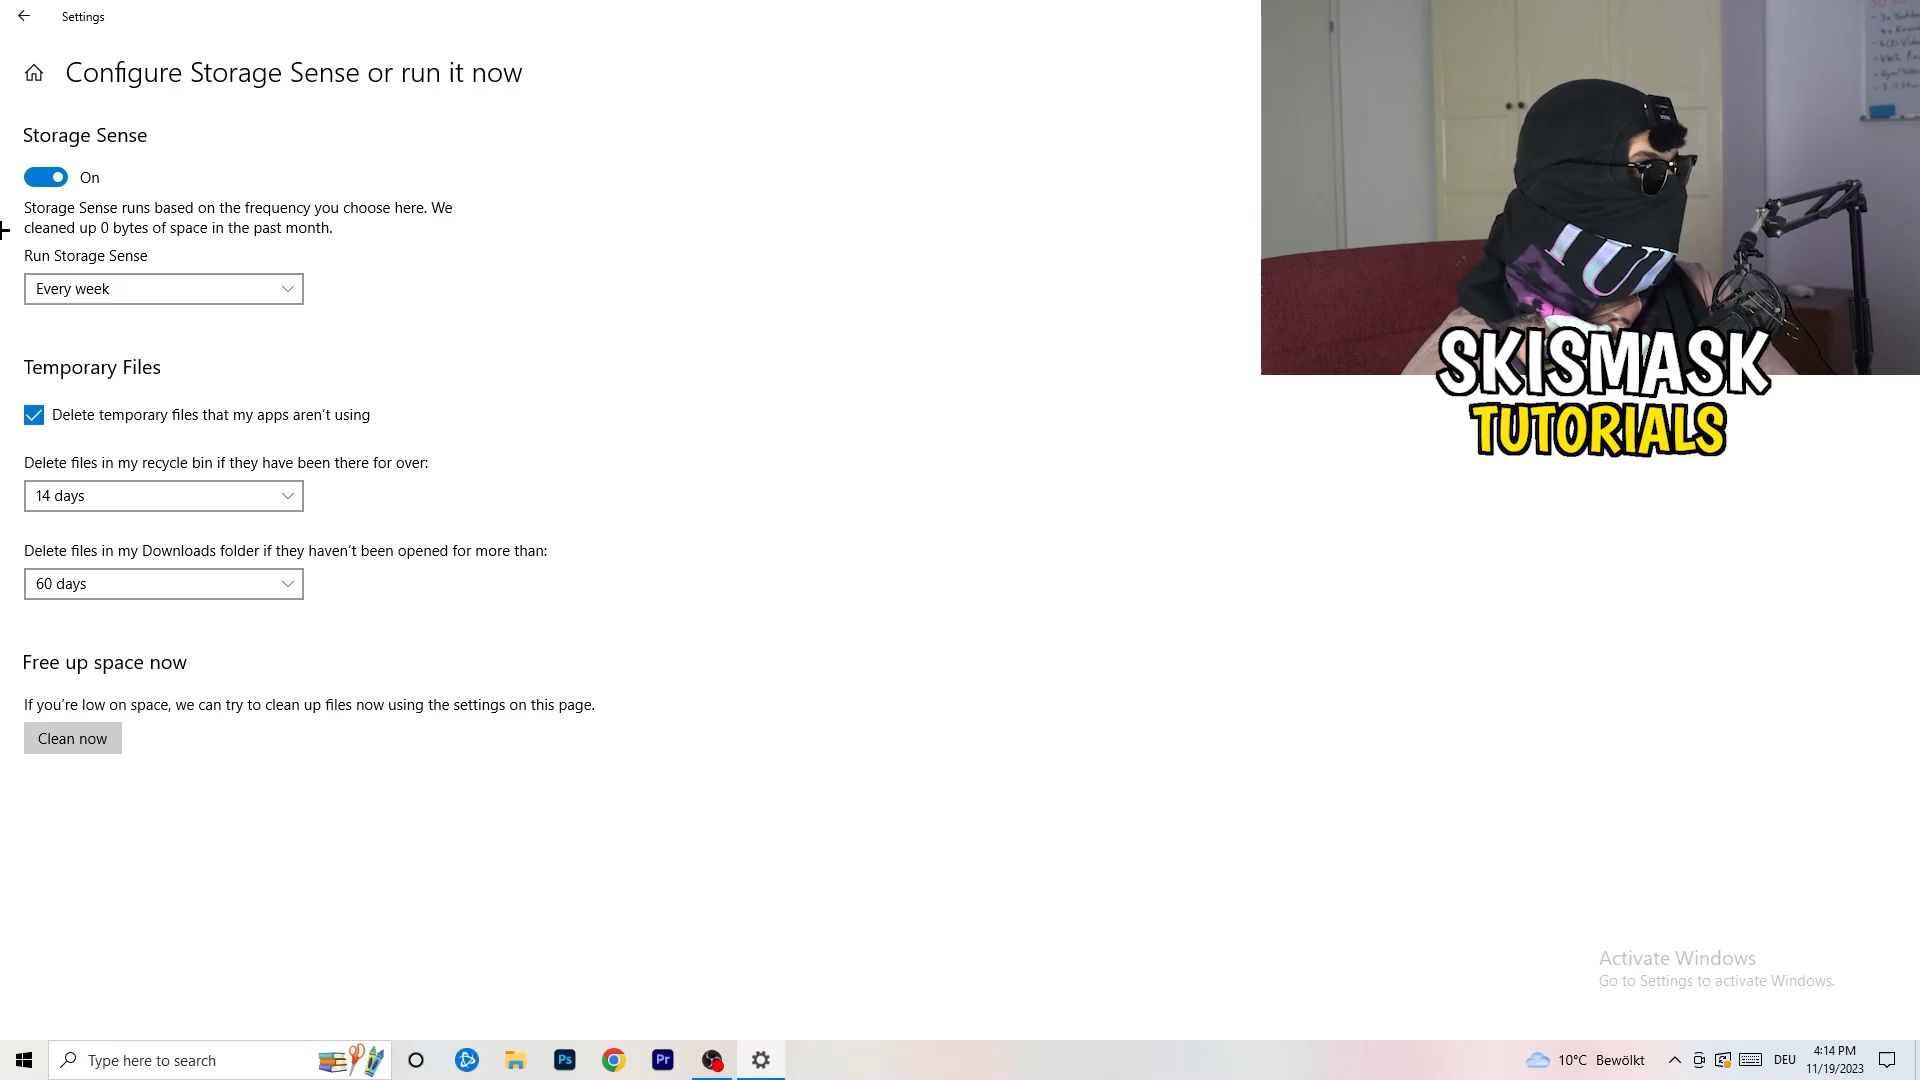 Settings
Configure Storage Sense or run it now
Storage Sense
On
Storage Sense runs based on the frequency you choose here. We
cleaned up 0 bytes of space in the past month.
Run Storage Sense
Every week
Temporary Files
Delete temporary files that my apps aren't using
Delete files in my recycle bin if they have been there for over:
14 days
Delete files in my Downloads folder if they haven't been opened for more than:
60 days
Free up space now
If you're low on space, we can try to clean up files now using the settings on this page.
Clean now
SKISMASK
TUTORIALS
Activate Windows
Go to Settings to activate Windows.
Type here to search
Ps
Pr
10°C Bewölkt
DEU
4:14 PM
11/19/2023